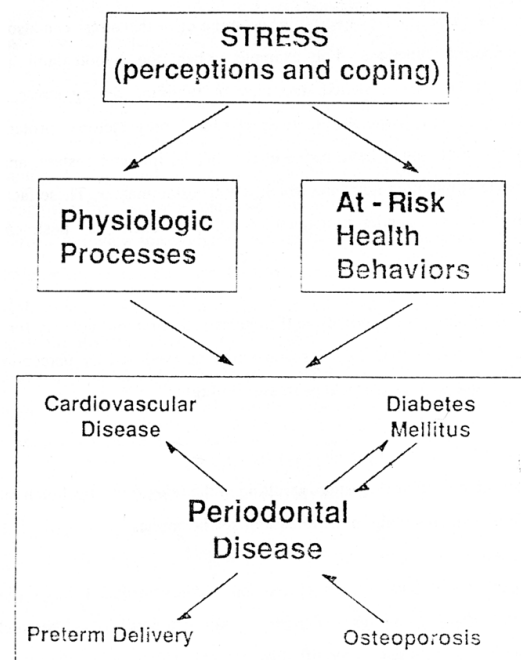 STRESS
(perceptions and coping)
Physiologic
Processes
At - Risk
Health
Behaviors
Cardiovascular
Disease
Diabetes
Mellitus
Periodontal
Disease
Preterm Delivery
Osteoporosis